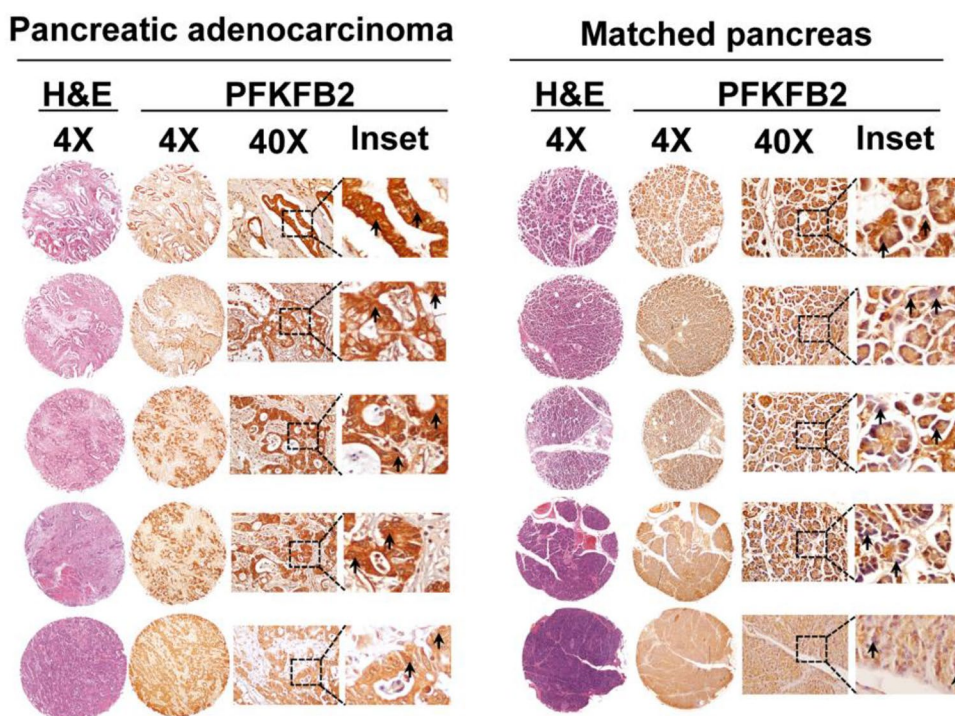 Pancreatic adenocarcinoma
H&E PFKFB2
4X 4X 40X Inset
Matched pancreas
H&E PFKFB2
4X 4X 40X Inset